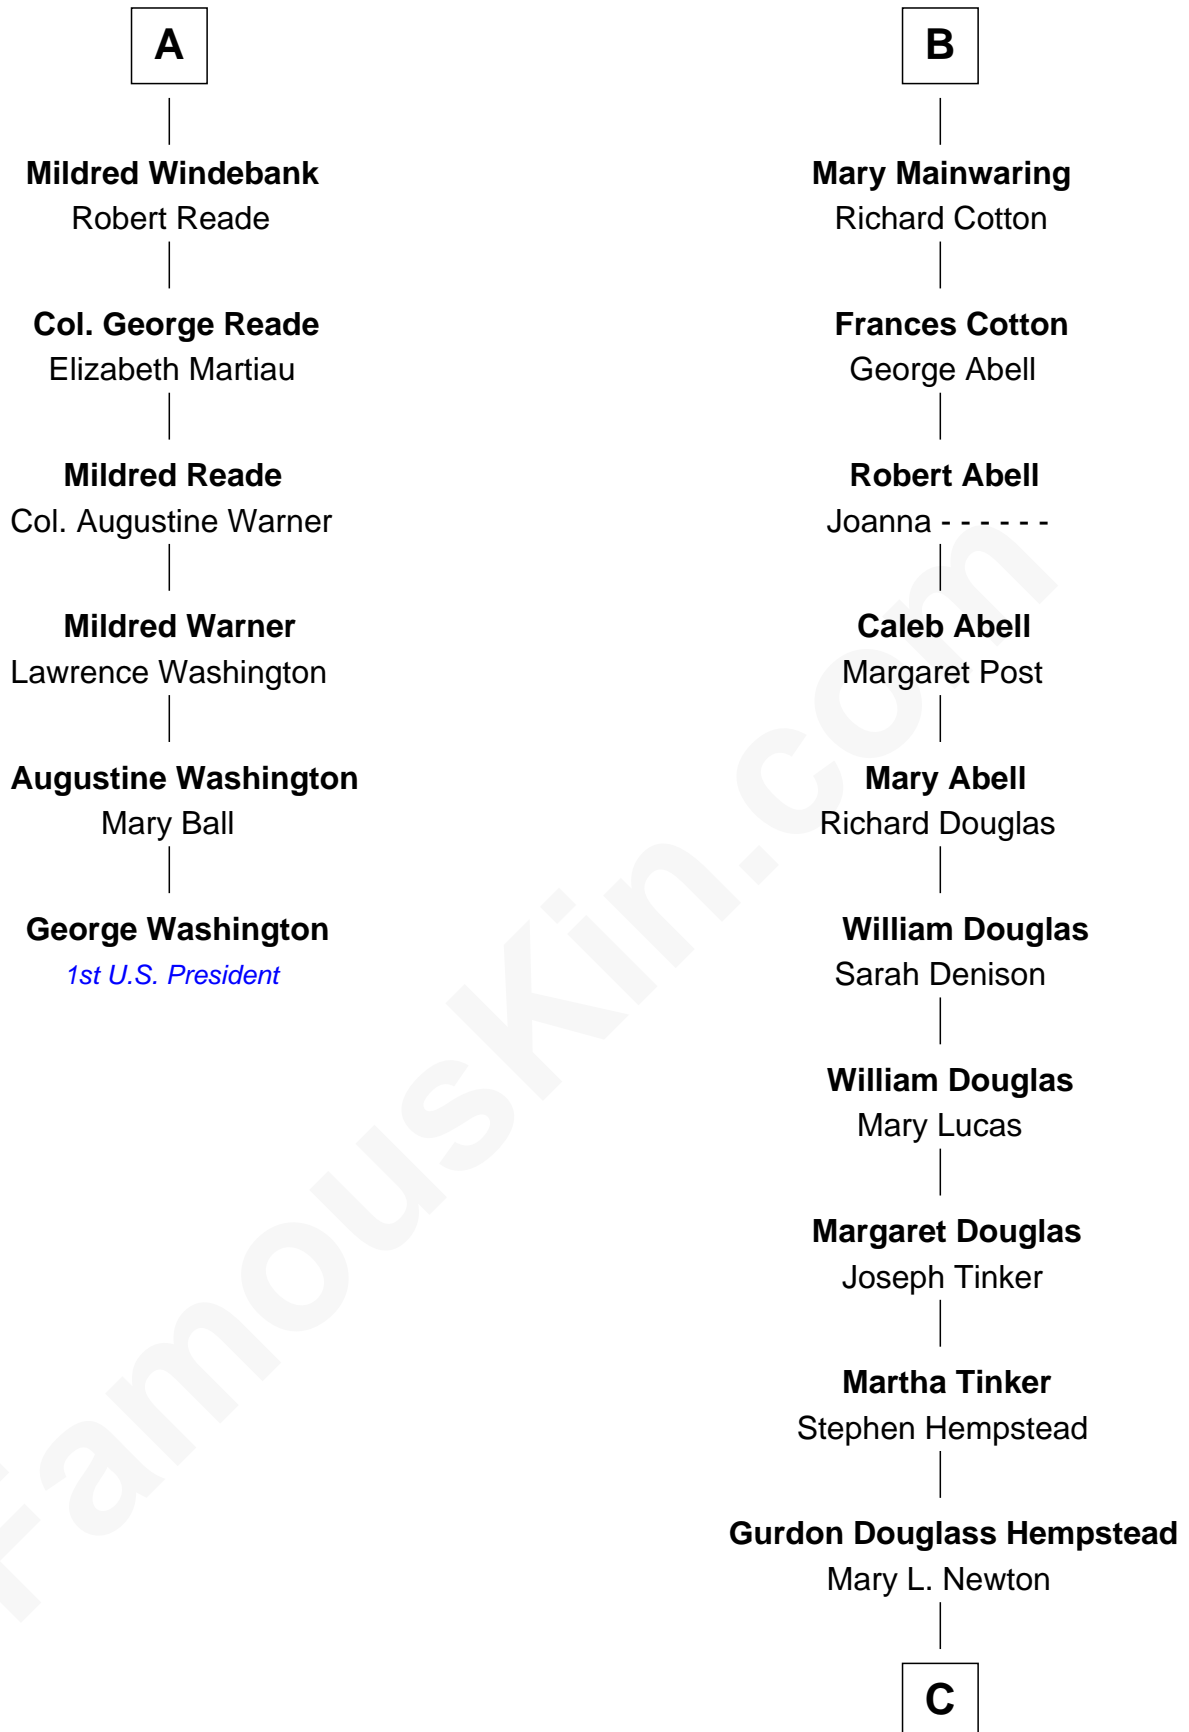 A
Mildred Windebank
Robert Reade
Col. George Reade
Elizabeth Martiau
Mildred Reade
Col. Augustine Warner
Mildred Warner
Lawrence Washington
Augustine Washington
Mary Ball
George Washington
1st U.S. President
B
Mary Mainwaring
Richard Cotton
Frances Cotton
George Abell
Robert Abell
Joanna - - - - - -
Caleb Abell
Margaret Post
Mary Abell
Richard Douglas
William Douglas
Sarah Denison
William Douglas
Mary Lucas
Margaret Douglas
Joseph Tinker
Martha Tinker
Stephen Hempstead
Gurdon Douglass Hempstead
Mary L. Newton
C
FamousKin.com